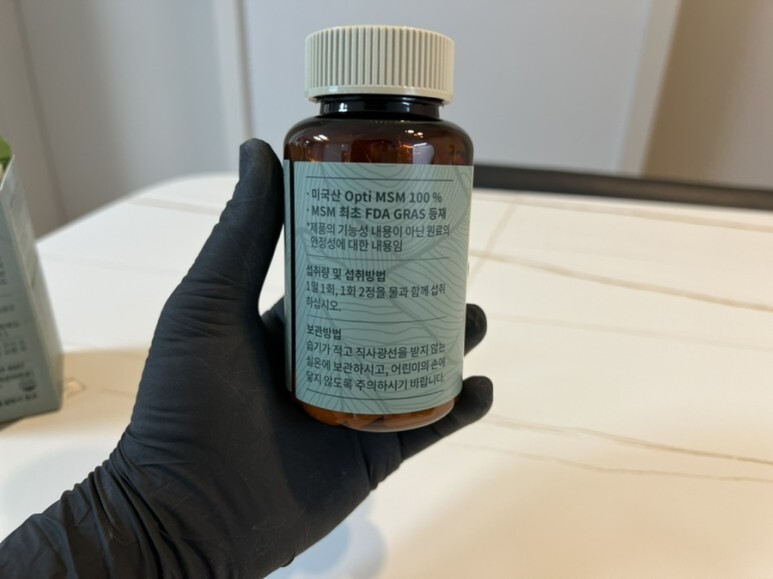 · 미국산 Opti MSM 100 %
· MSM 최초 FDA GRAS 등재
*제품의 기능성 내용이 아닌 원료의
안정성에 대한 내용임
섭취량 및 섭취방법
1일 1회, 1회 2정을 물과 함께 섭취
하십시오.
보관방법
습기가 적고 직사광선을 받지 않는
실온에 보관하시고, 어린이의 손에
닿지 않도록 주의하시기 바랍니다.